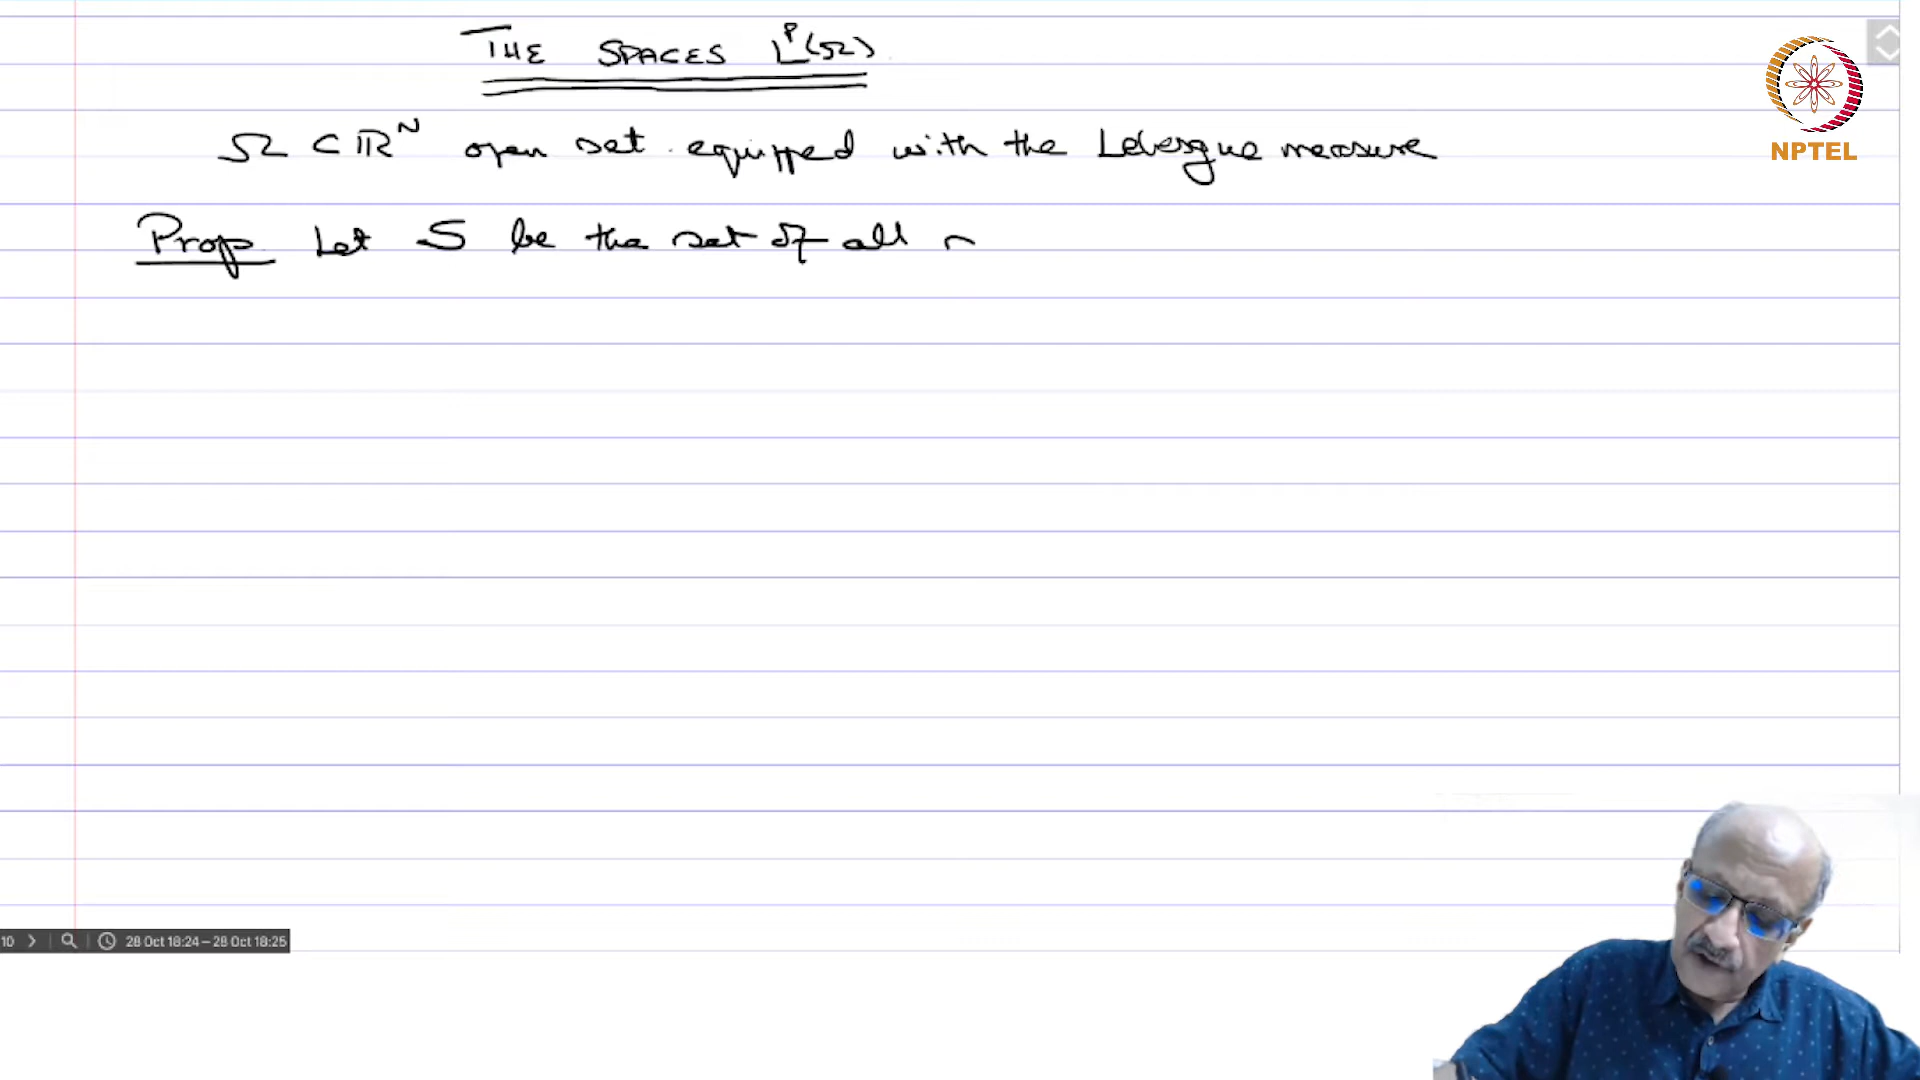 THE SPACES L^p(Ω).
Ω ⊂ ℝ^N open set equipped with the Lebesgue measure
Prop Let S be the set of all
NPTEL
10 28 Oct 18:24 – 28 Oct 18:25